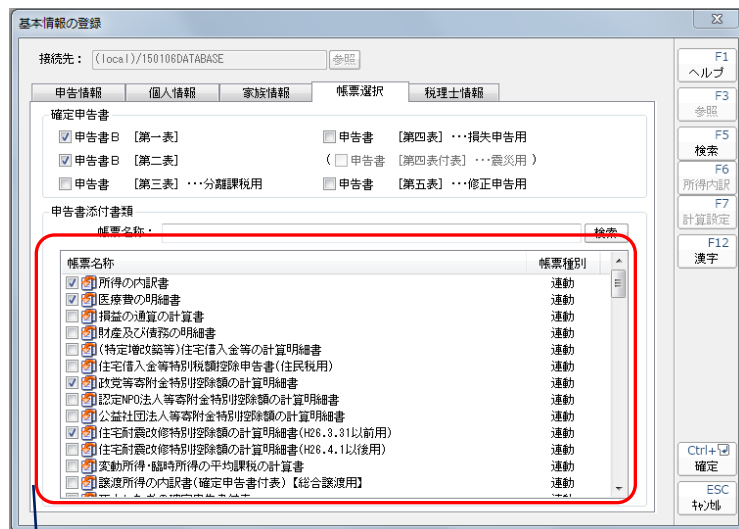 基本情報の登録
接続先： (local)/150106DATABASE 参照
申告情報 個人情報 家族情報 帳票選択 税理士情報
確定申告書
申告書B [第一表] 申告書 [第四表] ･･･損失申告用
申告書B [第二表] ( 申告書 [第四表付表] ･･･震災用 )
申告書 [第三表] ･･･分離課税用 申告書 [第五表] ･･･修正申告用
申告書添付書類
帳票名称： 検索
帳票名称 帳票種別
所得の内訳書 連動
医療費の明細書 連動
損益の通算の計算書 連動
財産及び債務の明細書 連動
(特定増改築等)住宅借入金等の計算明細書 連動
住宅借入金等特別税額控除申告書(住民税用) 連動
政党等寄附金特別控除額の計算明細書 連動
認定NPO法人等寄附金特別控除額の計算明細書 連動
公益社団法人等寄附金特別控除額の計算明細書 連動
住宅耐震改修特別控除額の計算明細書(H26.3.31以前用) 連動
住宅耐震改修特別控除額の計算明細書(H26.4.1以後用) 連動
変動所得･臨時所得の平均課税の計算書 連動
譲渡所得の内訳書(確定申告書付表)【総合譲渡用】 連動
F1
ヘルプ
F3
参照
F5
検索
F6
所得内訳
F7
計算設定
F12
漢字
Ctrl+
確定
ESC
ｷｬﾝｾﾙ